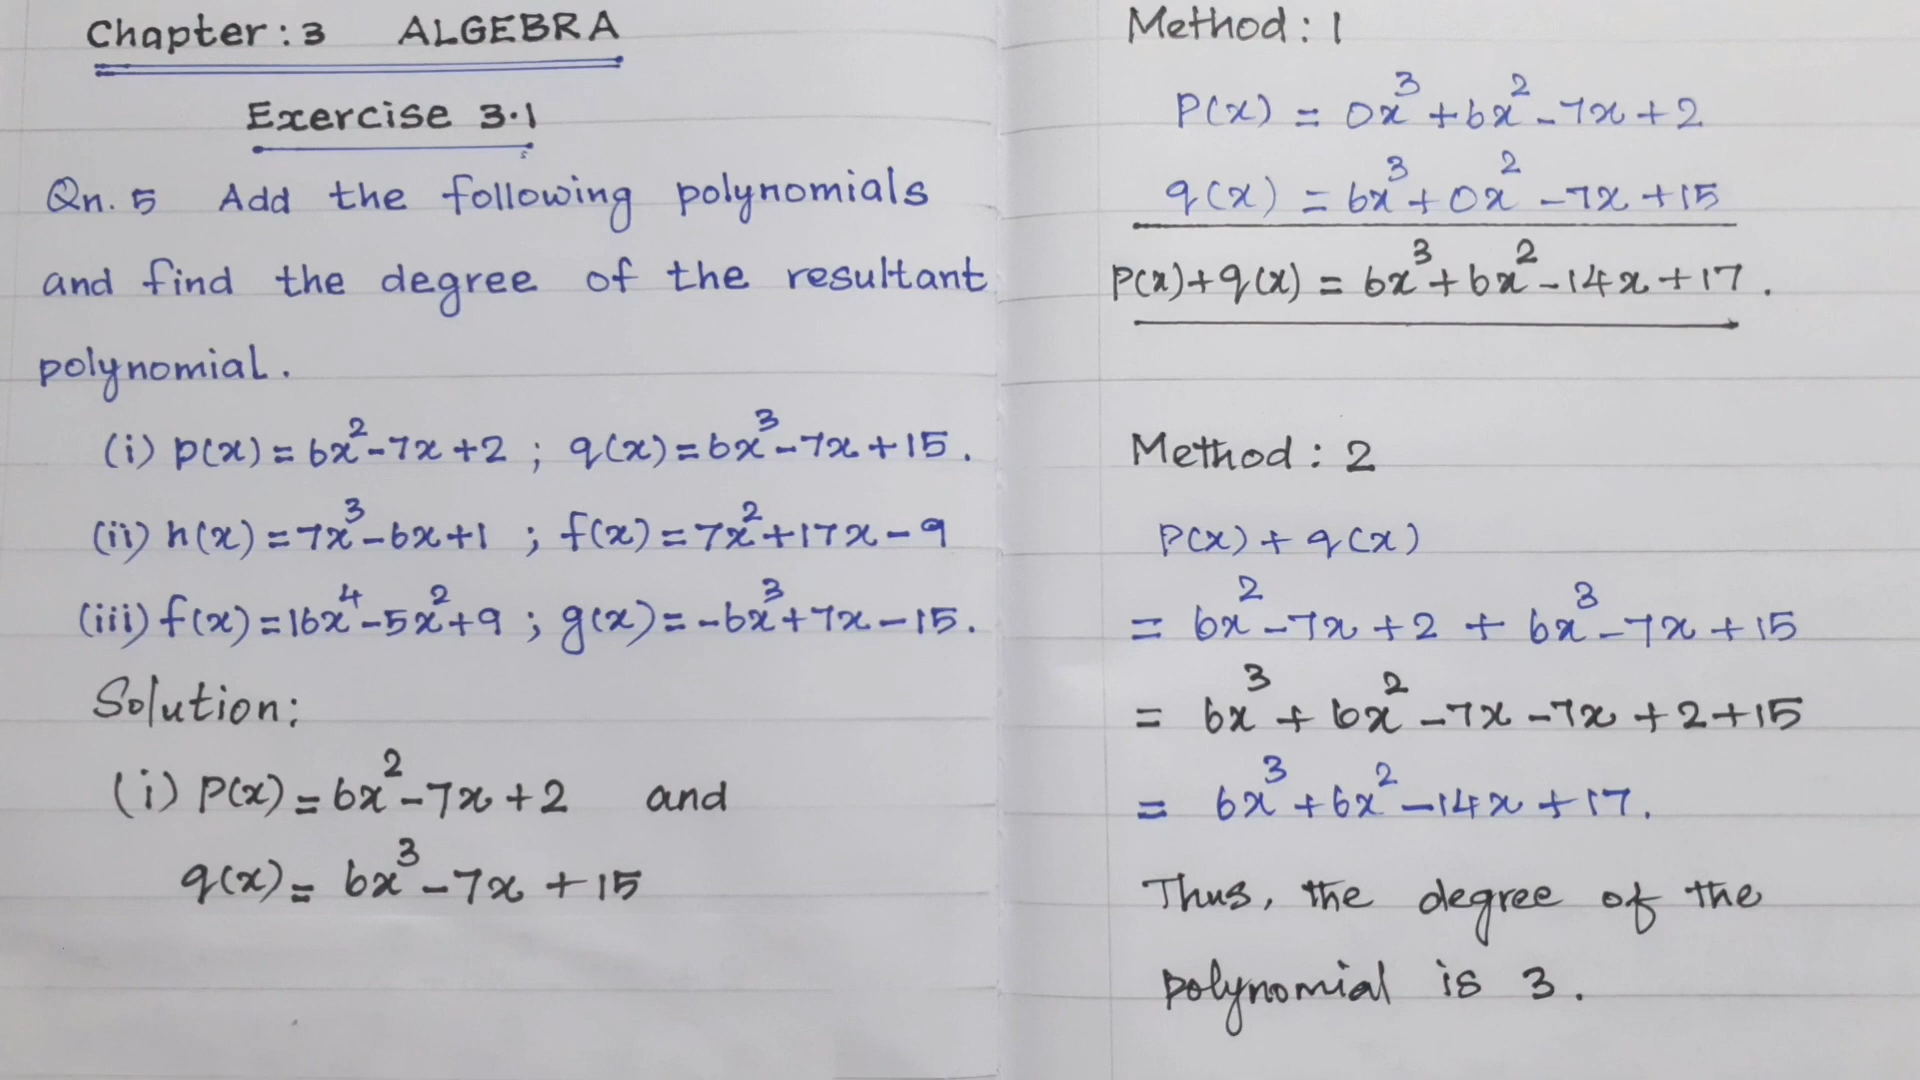 Chapter : 3 ALGEBRA
Exercise 3.1
Qn. 5 Add the following polynomials
and find the degree of the resultant
polynomial.
(i) p(x) = 6x² - 7x + 2 ; q(x) = 6x³ - 7x + 15.
(ii) h(x) = 7x³ - 6x + 1 ; f(x) = 7x² + 17x - 9
(iii) f(x) = 16x⁴ - 5x² + 9 ; g(x) = -6x³ + 7x - 15.
Solution:
(i) P(x) = 6x² - 7x + 2 and
q(x) = 6x³ - 7x + 15
Method : 1
P(x) = 0x³ + 6x² - 7x + 2
q(x) = 6x³ + 0x² - 7x + 15
P(x) + q(x) = 6x³ + 6x² - 14x + 17.
Method : 2
P(x) + q(x)
= 6x² - 7x + 2 + 6x³ - 7x + 15
= 6x³ + 6x² - 7x - 7x + 2 + 15
= 6x³ + 6x² - 14x + 17.
Thus, the degree of the
polynomial is 3.